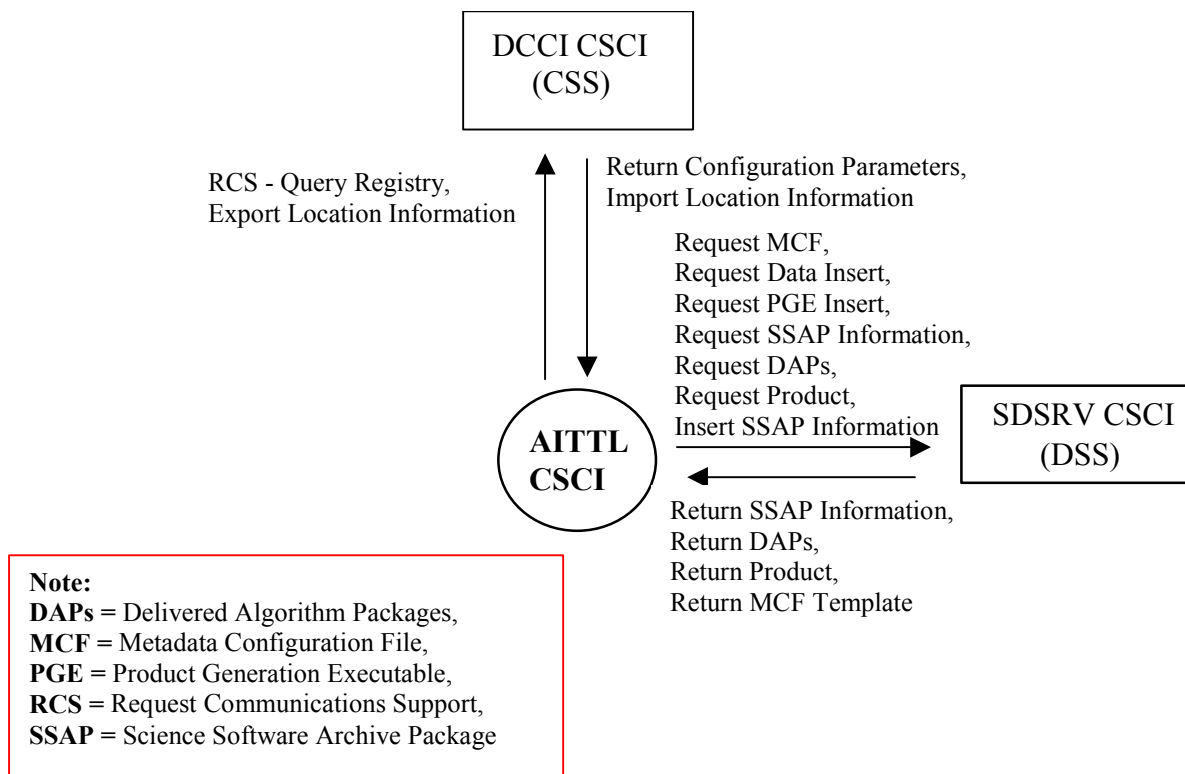 DCCI CSCI
(CSS)
RCS - Query Registry,
Export Location Information
Return Configuration Parameters,
Import Location Information
Request MCF,
Request Data Insert,
Request PGE Insert,
Request SSAP Information,
Request DAPs,
Request Product,
Insert SSAP Information
SDSRV CSCI
(DSS)
AITTL
CSCI
Return SSAP Information,
Return DAPs,
Return Product,
Return MCF Template
Note:
DAPs = Delivered Algorithm Packages,
MCF = Metadata Configuration File,
PGE = Product Generation Executable,
RCS = Request Communications Support,
SSAP = Science Software Archive Package